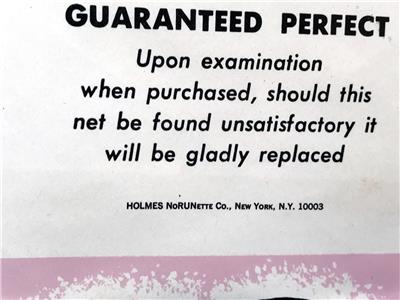 GUARANTEED PERFECT
Upon examination
when purchased, should this
net be found unsatisfactory it
will be gladly replaced
HOLMES NORUNETTE CO., NEW YORK, N.Y. 10003